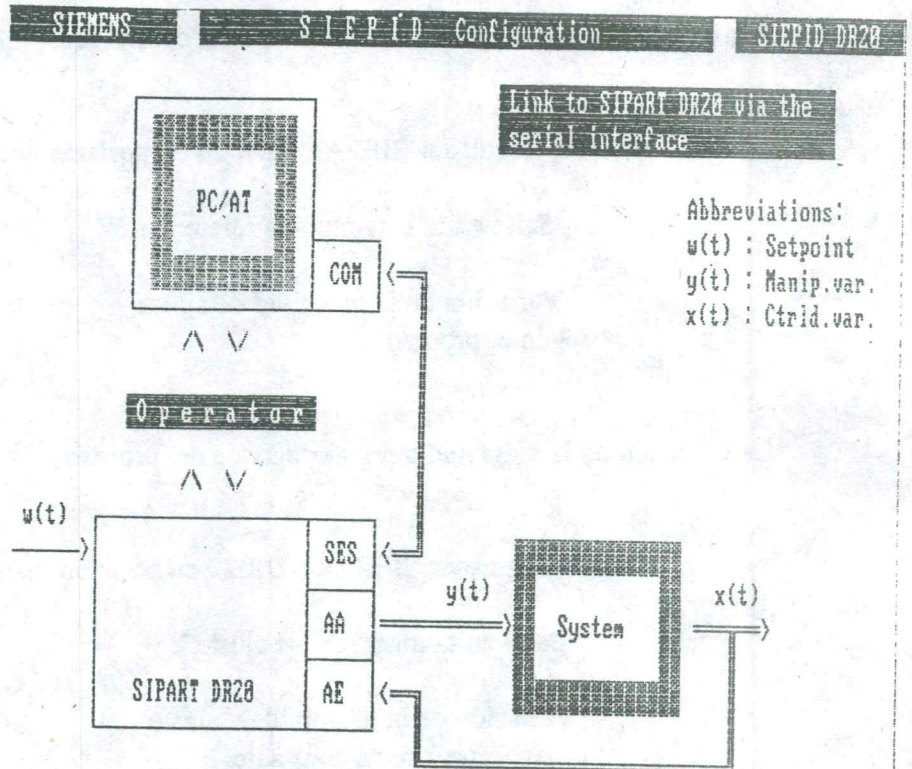 SIEMENS
SIEPID Configuration
SIEPID DR20
Link to SIPART DR20 via the
serial interface
PC/AT
COM
Abbreviations:
w(t) : Setpoint
y(t) : Manip.var.
x(t) : Ctrld.var.
Operator
w(t)
SES
AA
AE
SIPART DR20
y(t)
System
x(t)